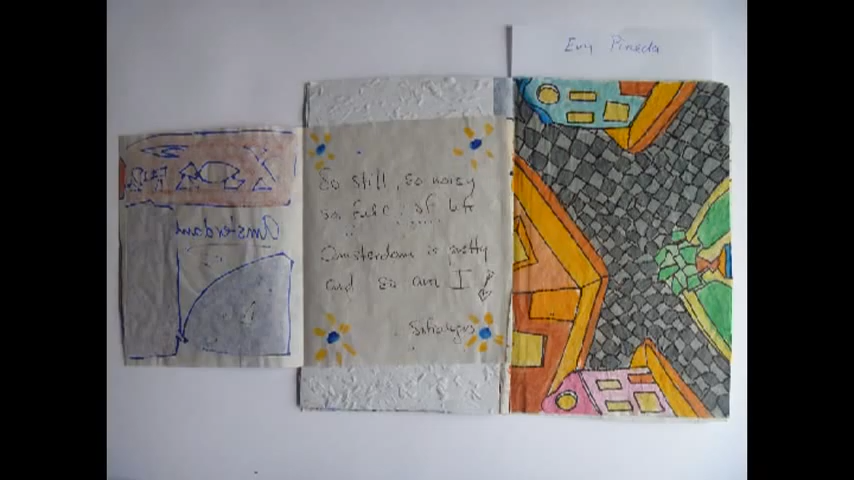 Evy Pineda
So still, so noisy
so full of life
Amsterdam is pretty
and so am I
Amsterdam